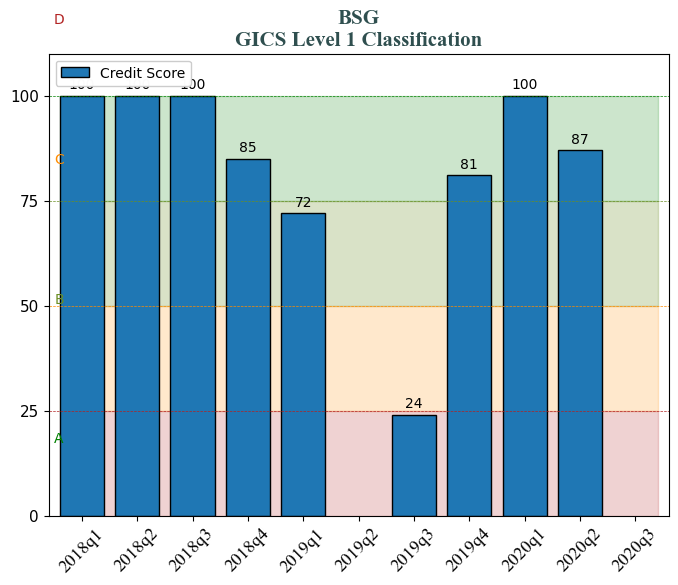 D
BSG
GICS Level 1 Classification
Credit Score
100 100 100 85 72 24 81 100 87
100
75
50
25
0
C
B
A
2018q1 2018q2 2018q3 2018q4 2019q1 2019q2 2019q3 2019q4 2020q1 2020q2 2020q3